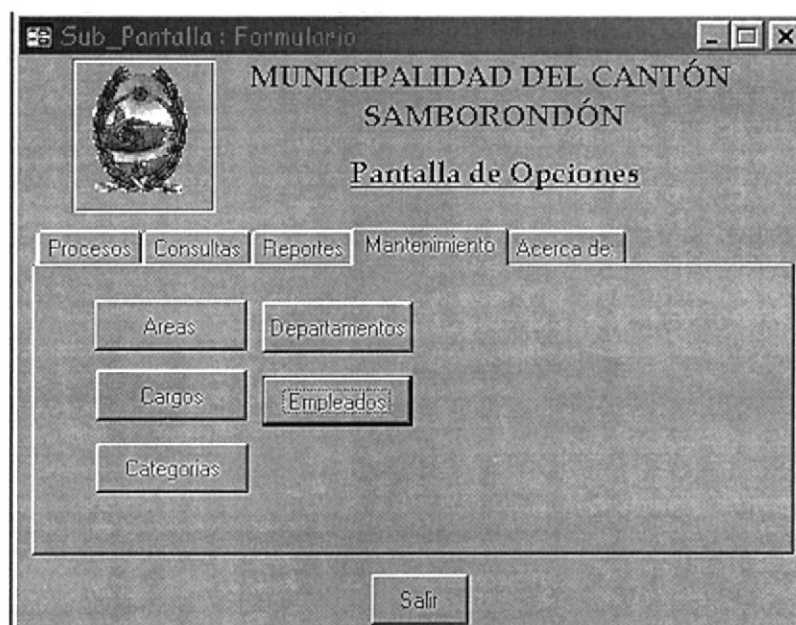 Sub_Pantalla : Formulario
MUNICIPALIDAD DEL CANTÓN
SAMBORONDÓN
Pantalla de Opciones
Procesos Consultas Reportes Mantenimiento Acerca de:
Areas Departamentos
Cargos Empleados
Categorias
Salir